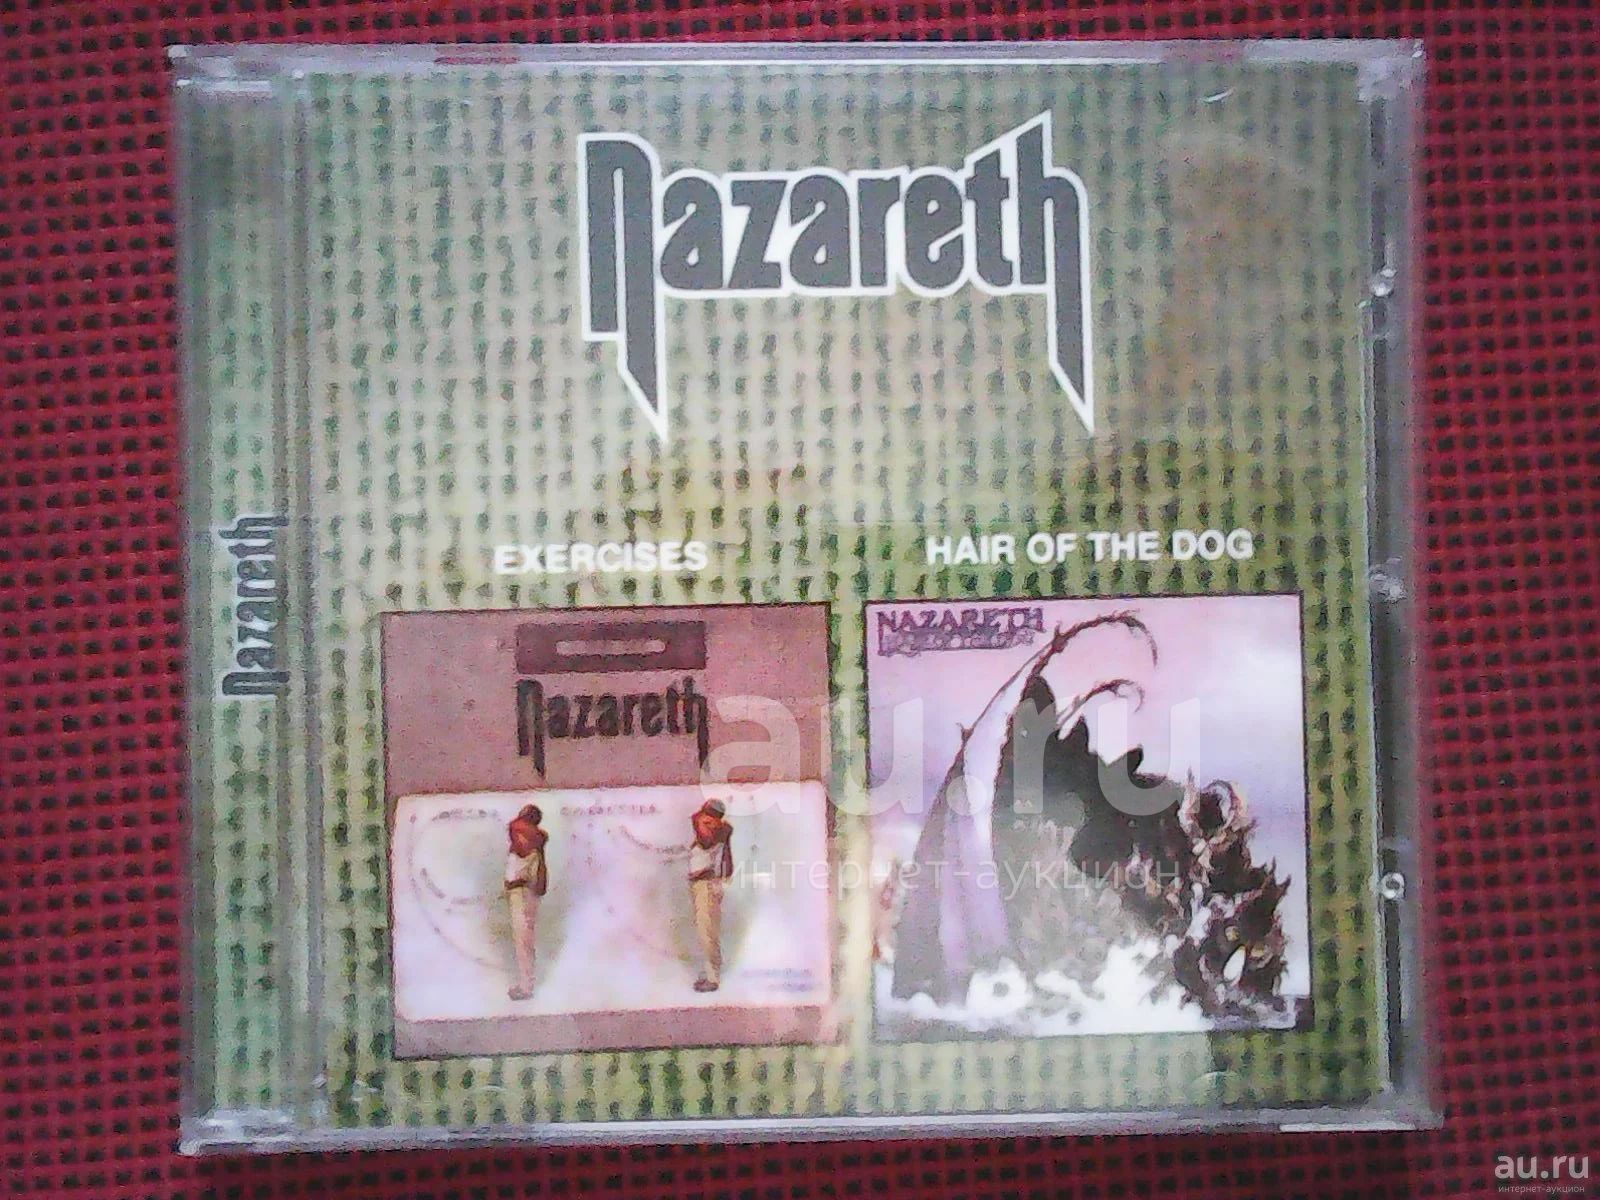 nazareth
nazareth
EXERCISES
HAIR OF THE DOG
nazareth
NAZARETH
au.ru
интернет-аукцион
au.ru
интернет-аукцион